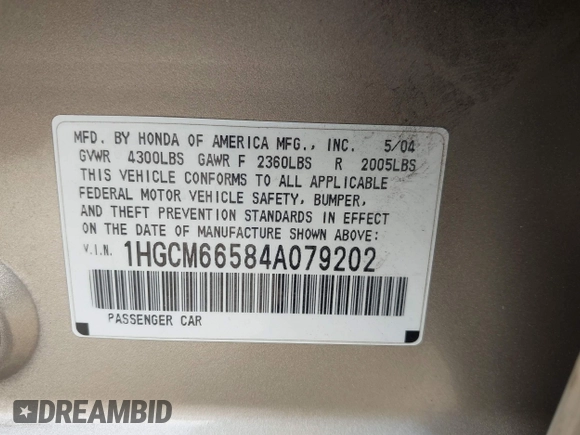 MFD. BY HONDA OF AMERICA MFG., INC. 5/04
GVWR 4300LBS GAWR F 2360LBS R 2005LBS
THIS VEHICLE CONFORMS TO ALL APPLICABLE
FEDERAL MOTOR VEHICLE SAFETY, BUMPER,
AND THEFT PREVENTION STANDARDS IN EFFECT
ON THE DATE OF MANUFACTURE SHOWN ABOVE:
V.I.N. 1HGCM66584A079202
PASSENGER CAR
DREAMBID